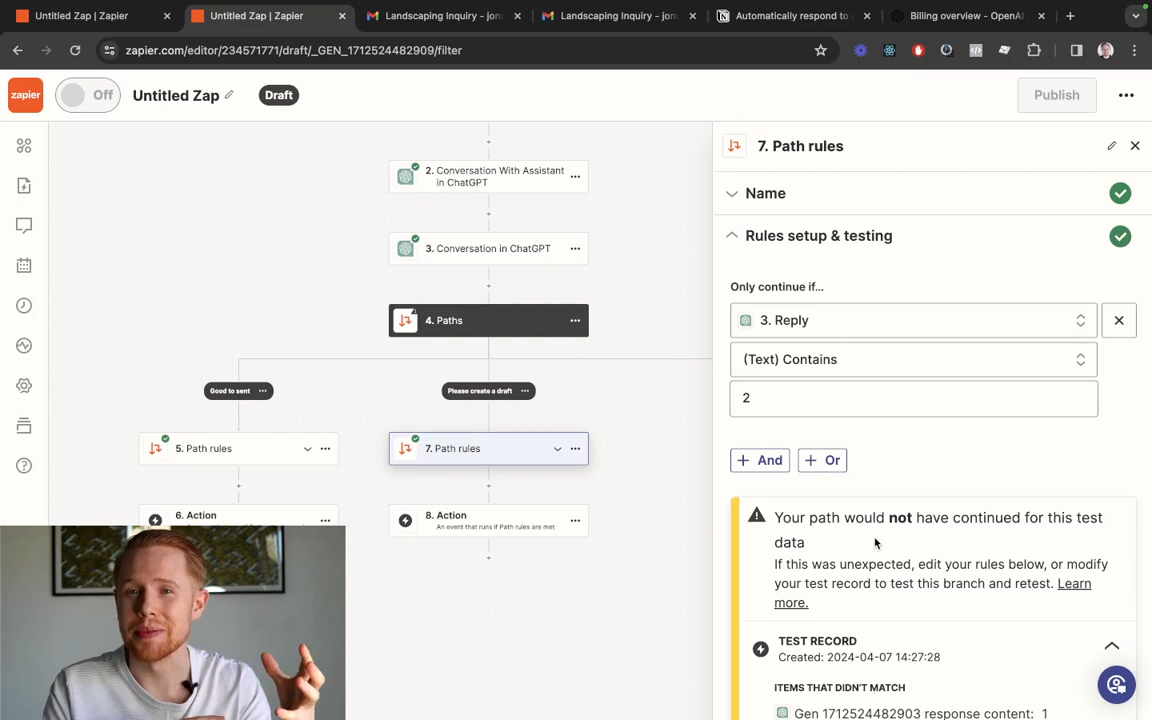 Untitled Zap | Zapier
Untitled Zap | Zapier
Landscaping Inquiry - jon
Landscaping Inquiry - jon
Automatically respond to
Billing overview - OpenAI
zapier.com/editor/234571771/draft/_GEN_1712524482909/filter
zapier
Off
Untitled Zap
Draft
Publish
2. Conversation With Assistant
in ChatGPT
3. Conversation in ChatGPT
4. Paths
Good to sent
Please create a draft
5. Path rules
7. Path rules
6. Action
8. Action
An event that runs if Path rules are met
7. Path rules
Name
Rules setup & testing
Only continue if...
3. Reply
(Text) Contains
2
+ And
+ Or
Your path would not have continued for this test
data
If this was unexpected, edit your rules below, or modify
your test record to test this branch and retest. Learn
more.
TEST RECORD
Created: 2024-04-07 14:27:28
ITEMS THAT DIDN'T MATCH
Gen 1712524482903 response content: 1